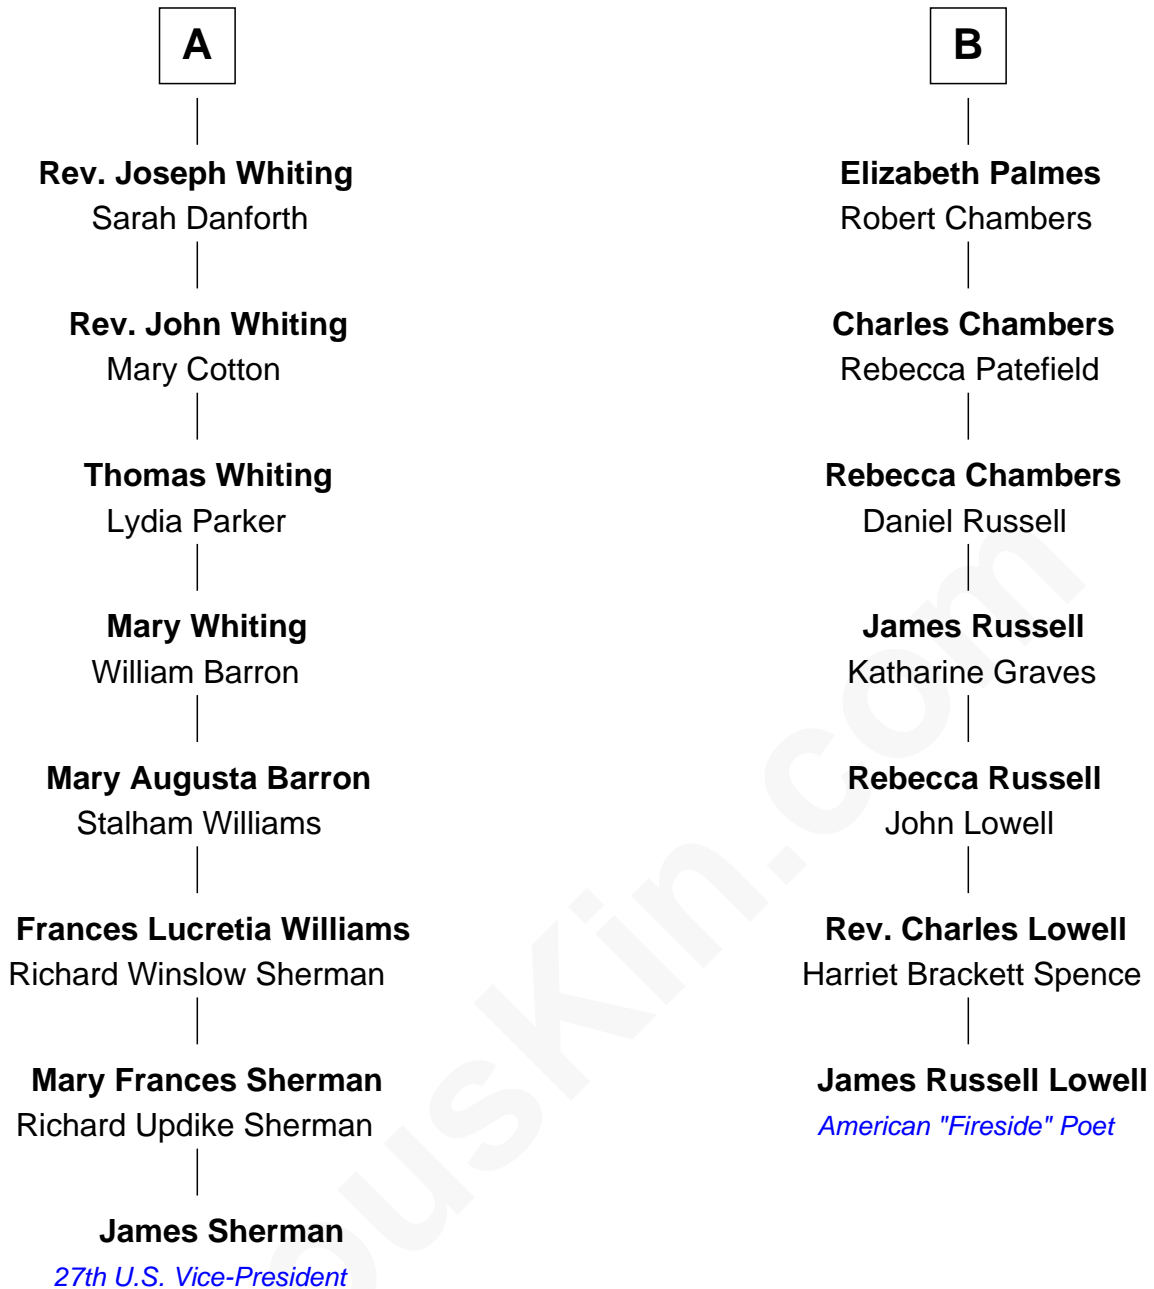 A
Rev. Joseph Whiting
Sarah Danforth
Rev. John Whiting
Mary Cotton
Thomas Whiting
Lydia Parker
Mary Whiting
William Barron
Mary Augusta Barron
Stalham Williams
Frances Lucretia Williams
Richard Winslow Sherman
Mary Frances Sherman
Richard Updike Sherman
James Sherman
27th U.S. Vice-President
B
Elizabeth Palmes
Robert Chambers
Charles Chambers
Rebecca Patefield
Rebecca Chambers
Daniel Russell
James Russell
Katharine Graves
Rebecca Russell
John Lowell
Rev. Charles Lowell
Harriet Brackett Spence
James Russell Lowell
American "Fireside" Poet
ouskin.com